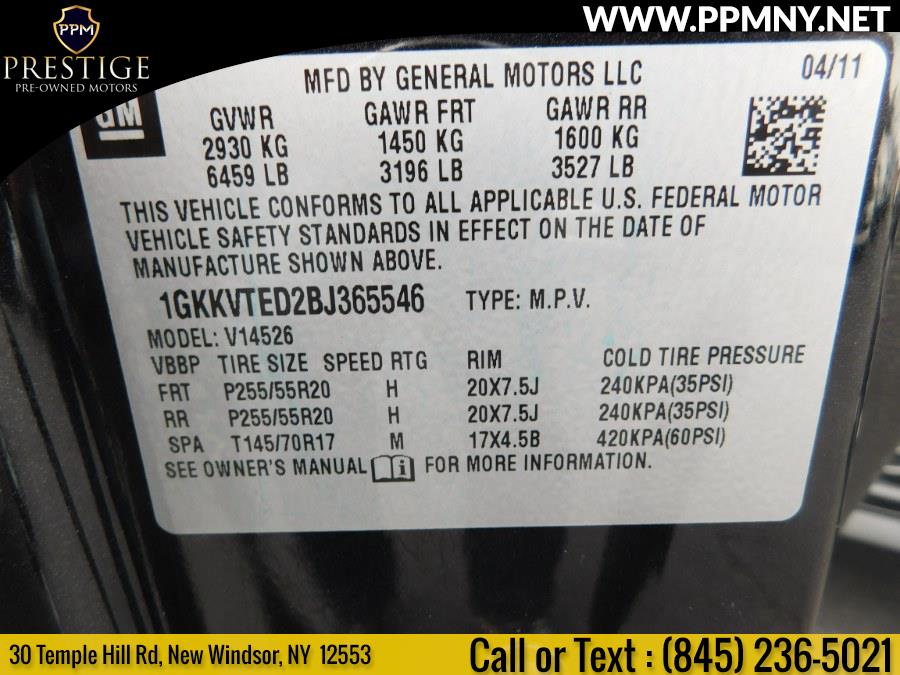 PPM
PRESTIGE
PRE-OWNED MOTORS
WWW.PPMNY.NET
GM
MFD BY GENERAL MOTORS LLC 04/11
GVWR GAWR FRT GAWR RR
2930 KG 1450 KG 1600 KG
6459 LB 3196 LB 3527 LB
THIS VEHICLE CONFORMS TO ALL APPLICABLE U.S. FEDERAL MOTOR
VEHICLE SAFETY STANDARDS IN EFFECT ON THE DATE OF
MANUFACTURE SHOWN ABOVE.
1GKKVTED2BJ365546 TYPE: M.P.V.
MODEL: V14526
VBBP TIRE SIZE SPEED RTG RIM COLD TIRE PRESSURE
FRT P255/55R20 H 20X7.5J 240KPA(35PSI)
RR P255/55R20 H 20X7.5J 240KPA(35PSI)
SPA T145/70R17 M 17X4.5B 420KPA(60PSI)
SEE OWNER'S MANUAL i FOR MORE INFORMATION.
30 Temple Hill Rd, New Windsor, NY 12553
Call or Text : (845) 236-5021